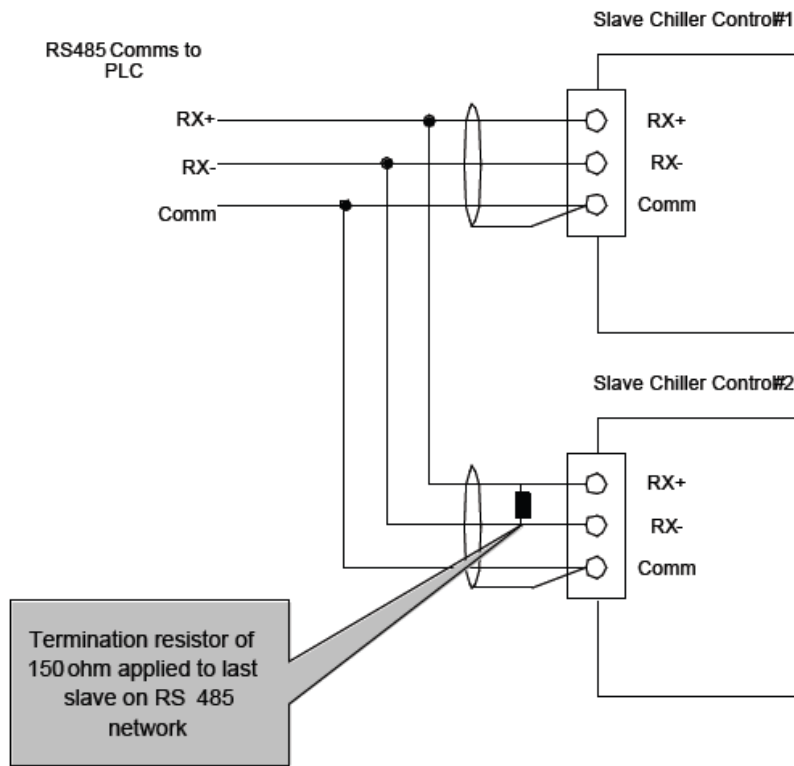 Slave Chiller Control#1
RS485 Comms to
PLC
RX+
RX-
Comm
RX+
RX-
Comm
Slave Chiller Control#2
RX+
RX-
Comm
Termination resistor of
150 ohm applied to last
slave on RS 485
network